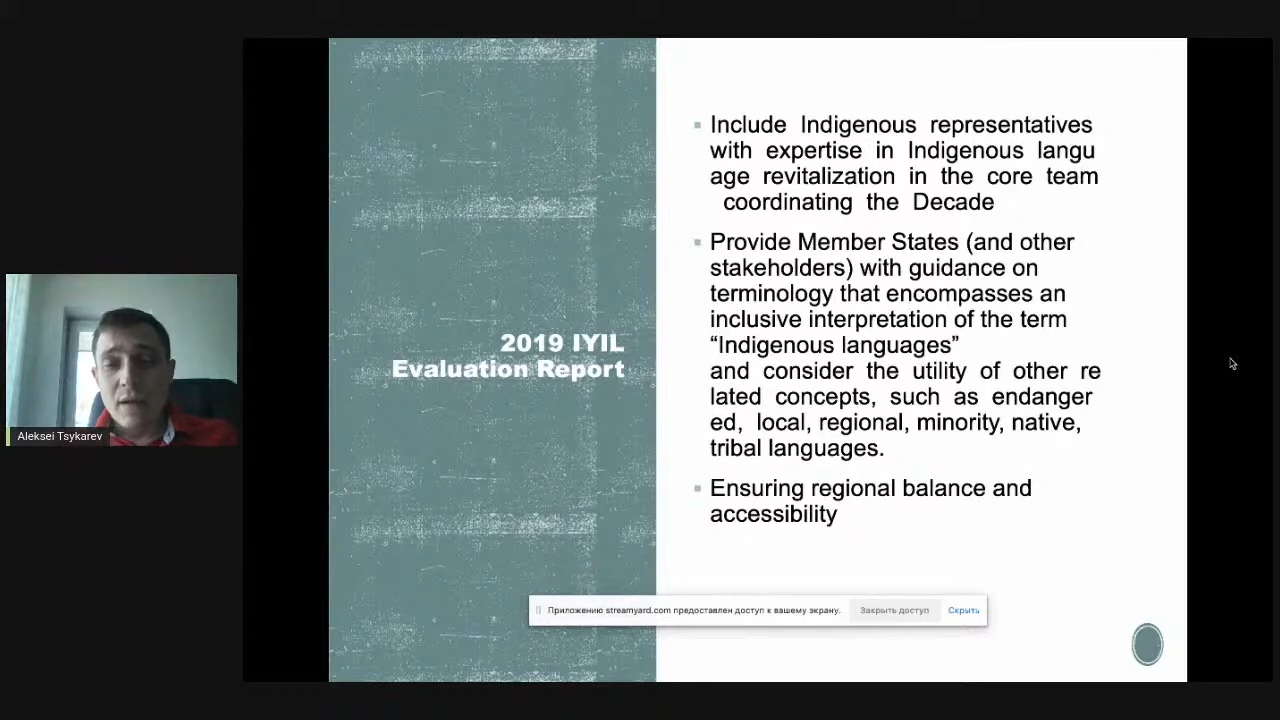 2019 IYIL
Evaluation Report
Include Indigenous representatives
with expertise in Indigenous langu
age revitalization in the core team
coordinating the Decade
Provide Member States (and other
stakeholders) with guidance on
terminology that encompasses an
inclusive interpretation of the term
“Indigenous languages”
and consider the utility of other re
lated concepts, such as endanger
ed, local, regional, minority, native,
tribal languages.
Ensuring regional balance and
accessibility
Aleksei Tsykarev
Приложению streamyard.com предоставлен доступ к вашему экрану. Закрыть доступ Скрыть